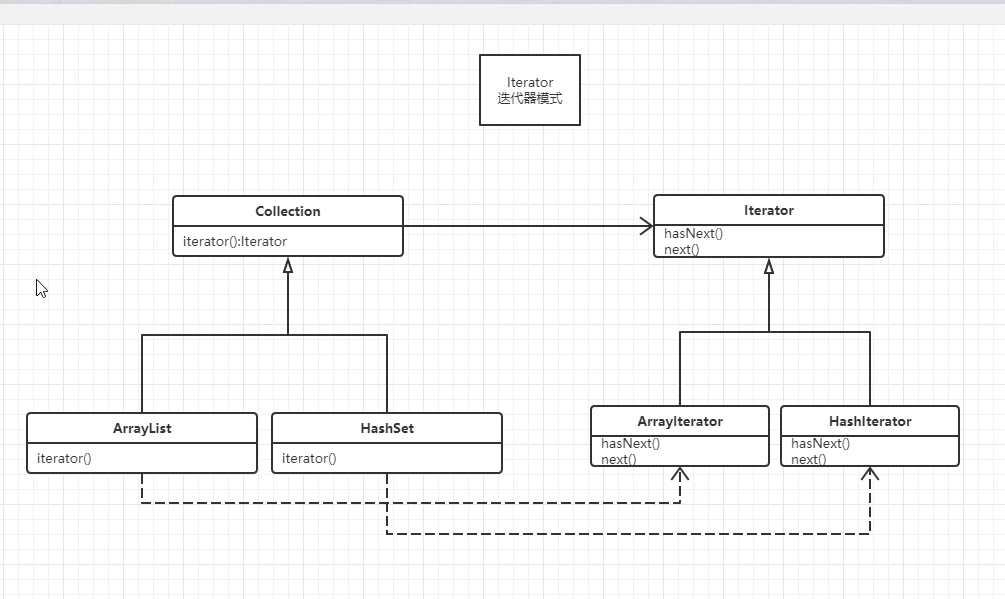 Iterator
迭代器模式
Collection
iterator():Iterator
Iterator
hasNext()
next()
ArrayList
iterator()
HashSet
iterator()
ArrayIterator
hasNext()
next()
HashIterator
hasNext()
next()